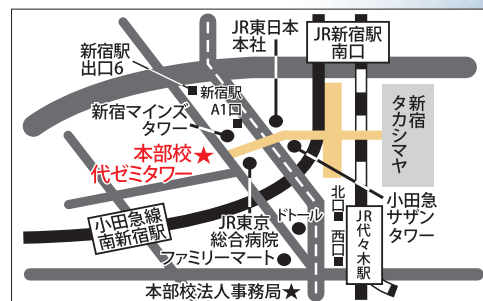 JR東日本
本社
JR新宿駅
南口
新宿駅
出口6
新宿駅
A1口
新宿マインズ
タワー
新宿
タカシマヤ
本部校★
代ゼミタワー
小田急線
南新宿駅
JR東京
総合病院
ドトール
北口
西口
小田急
サザン
タワー
JR代々木駅
ファミリーマート
本部校法人事務局★